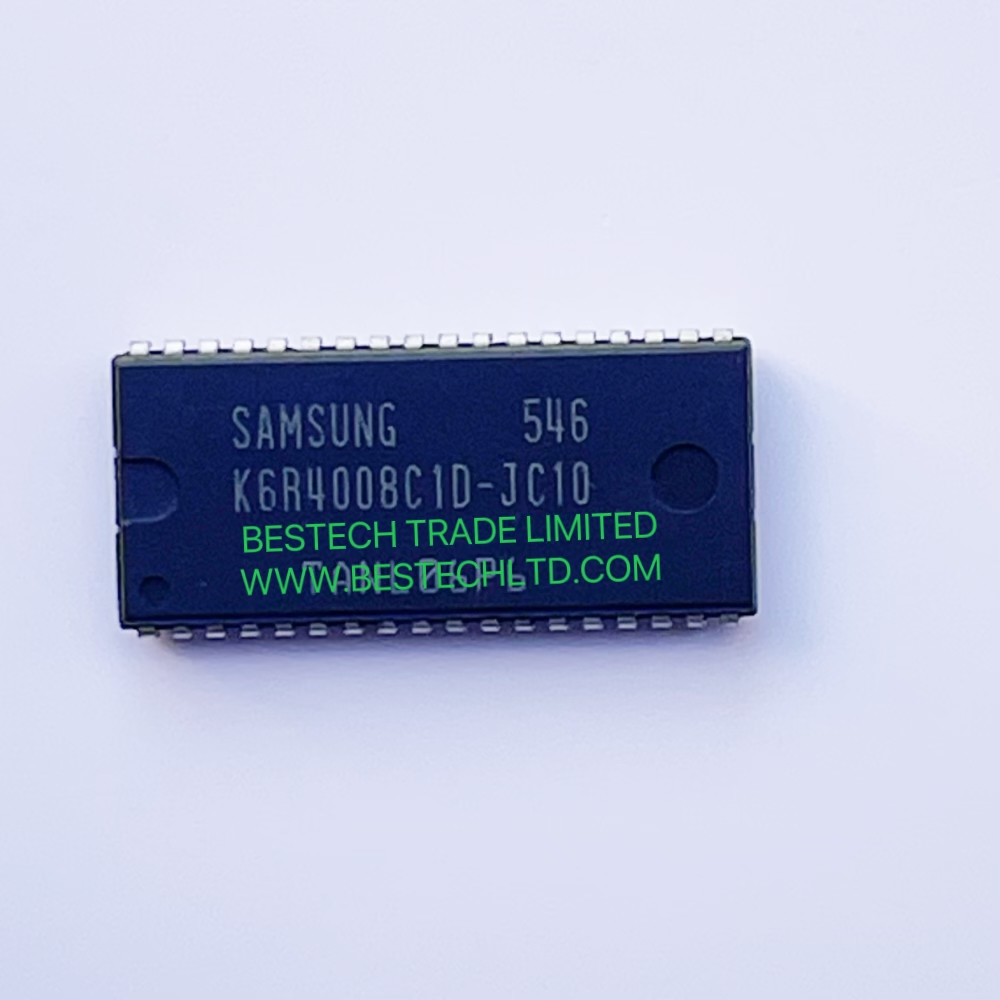 SAMSUNG 546
K6R4008C1D-JC10
BESTECH TRADE LIMITED
WWW.BESTECHLTD.COM